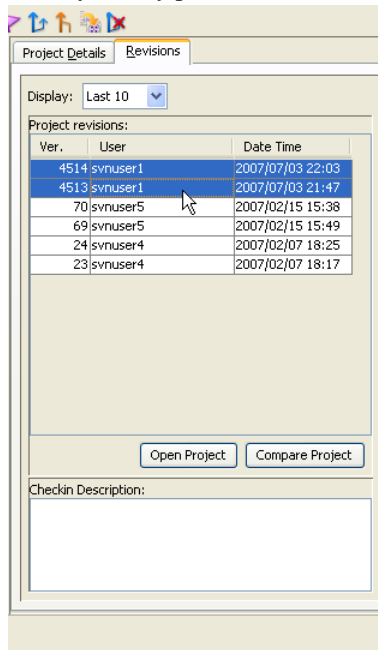 Project Details Revisions
Display: Last 10
Project revisions:
Ver. User Date Time
4514 svnuser1 2007/07/03 22:03
4513 svnuser1 2007/07/03 21:47
70 svnuser5 2007/02/15 15:38
69 svnuser5 2007/02/15 15:49
24 svnuser4 2007/02/07 18:25
23 svnuser4 2007/02/07 18:17
Open Project Compare Project
Checkin Description: